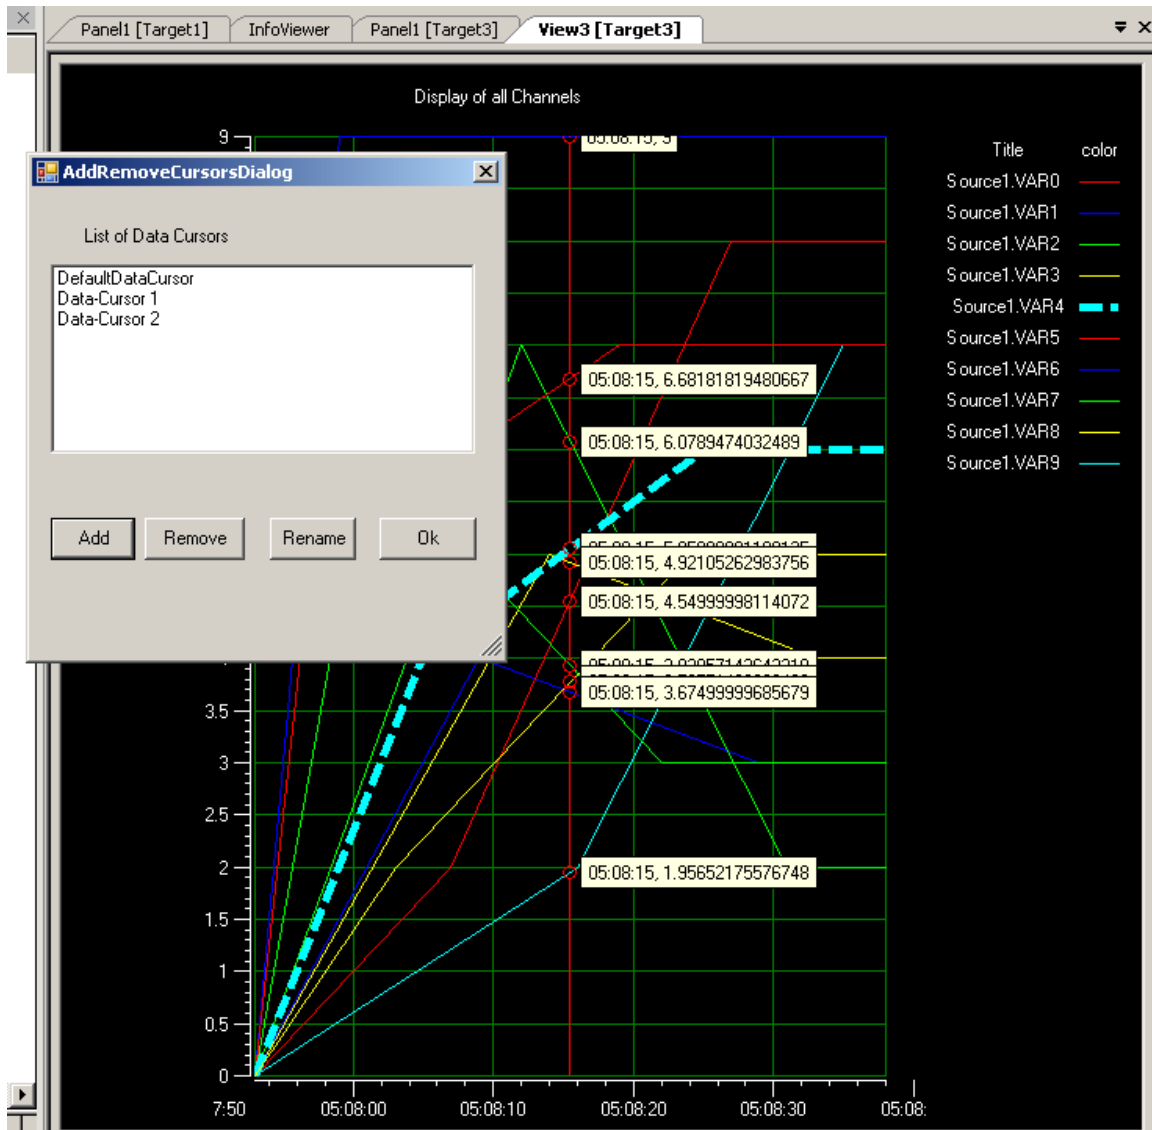 Panel1 [Target1]
InfoViewer
Panel1 [Target3]
View3 [Target3]
Display of all Channels
9
05:08:15, 9
Title color
Source1.VAR0
Source1.VAR1
Source1.VAR2
Source1.VAR3
Source1.VAR4
Source1.VAR5
Source1.VAR6
Source1.VAR7
Source1.VAR8
Source1.VAR9
AddRemoveCursorsDialog
List of Data Cursors
DefaultDataCursor
Data-Cursor 1
Data-Cursor 2
Add
Remove
Rename
Ok
05:08:15, 6.68181819480667
05:08:15, 6.0789474032489
05:08:15, 4.92105262983756
05:08:15, 4.54999998114072
05:08:15, 3.67499999685679
05:08:15, 1.95652175576748
3.5
3
2.5
2
1.5
1
0.5
0
7:50
05:08:00
05:08:10
05:08:20
05:08:30
05:08: